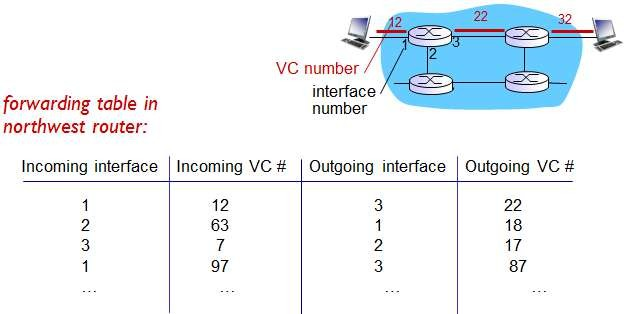 12
22
32
1
2
3
VC number
interface
number
forwarding table in
northwest router:
Incoming interface Incoming VC # Outgoing interface Outgoing VC #
1 12 3 22
2 63 1 18
3 7 2 17
1 97 3 87
... ... ... ...